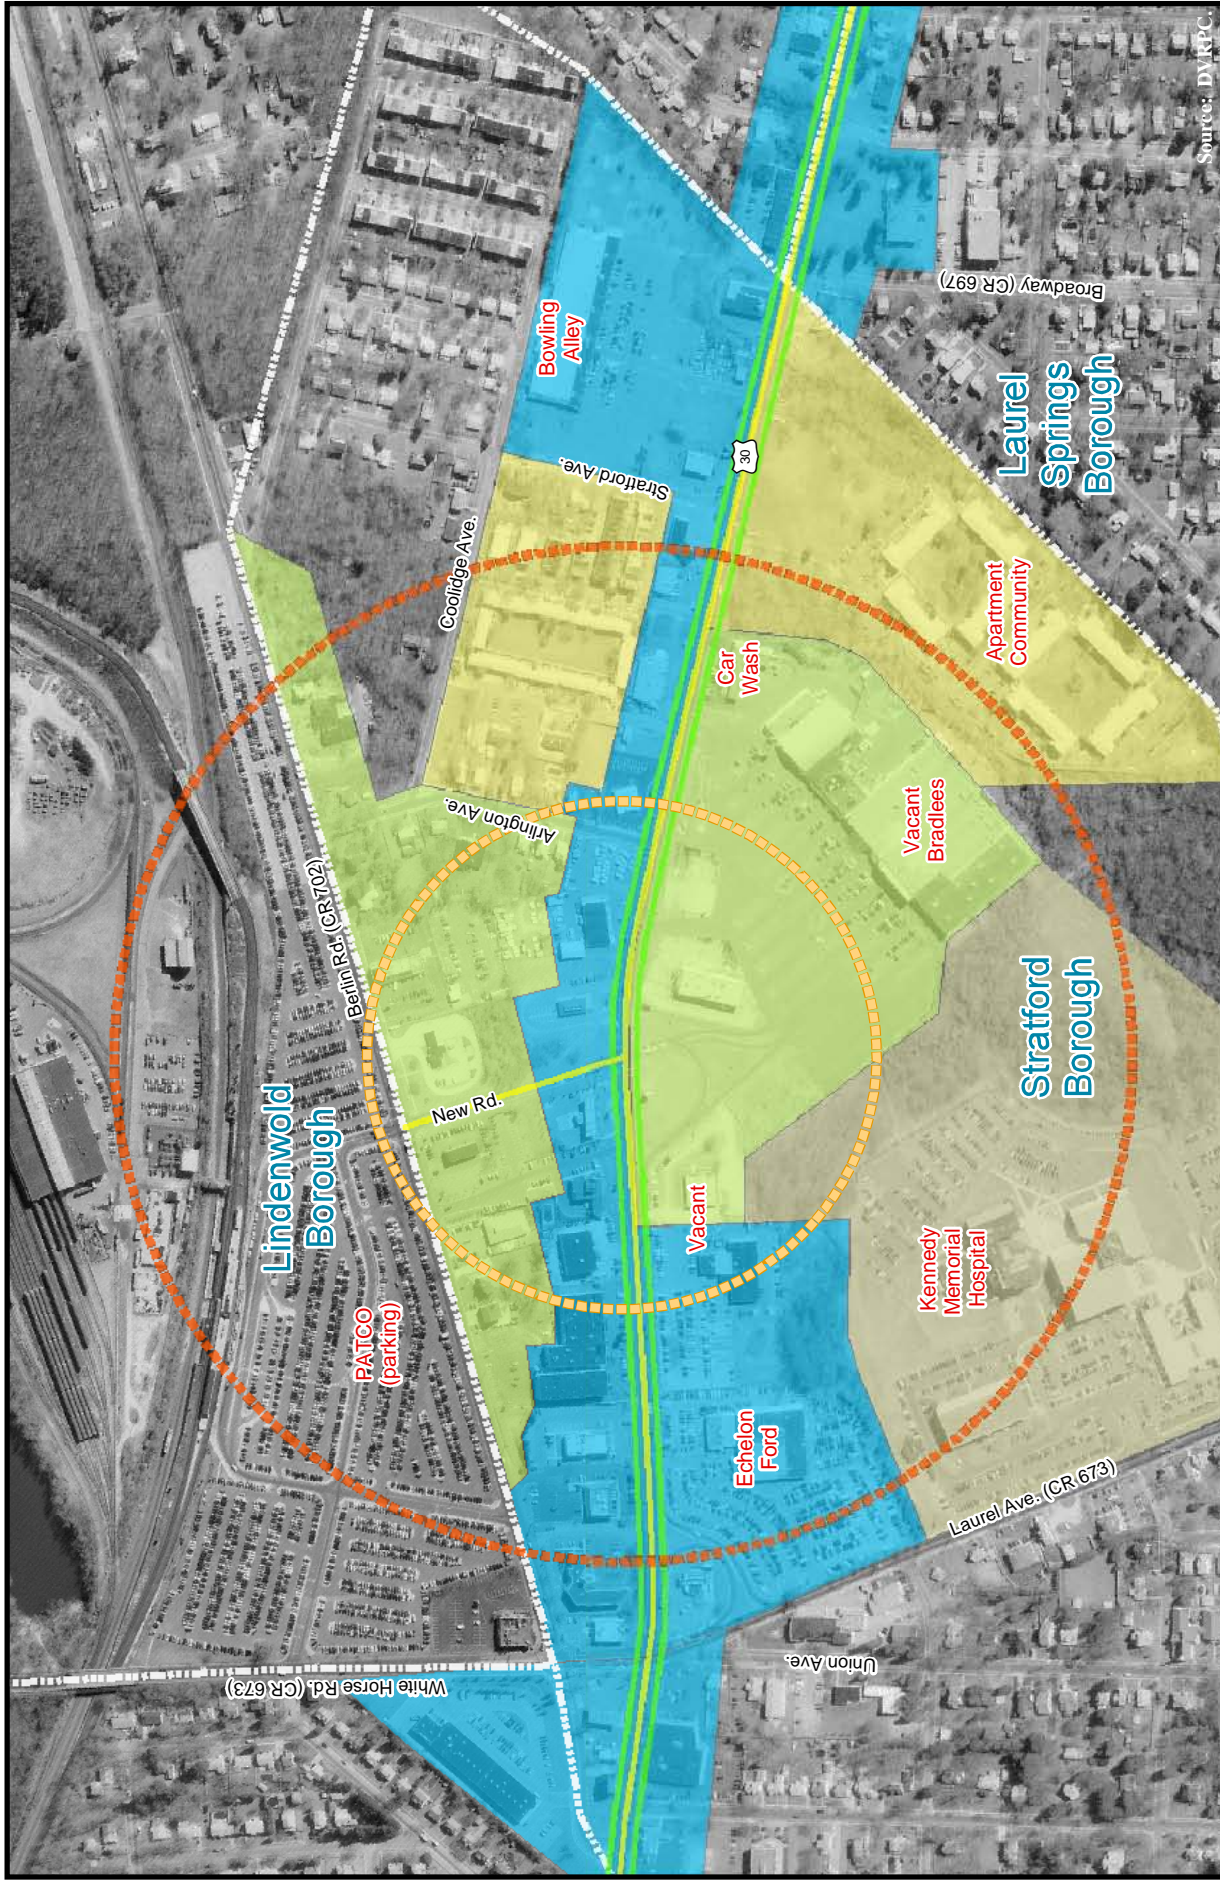 Source: DVRPC.
Bowling
Alley
Broadway (CR 697)
Laurel
Springs
Borough
30
Stratford Ave.
Coolidge Ave.
Apartment
Community
Car
Wash
Arlington Ave.
Vacant
Bradlees
Berlin Rd. (CR 702)
Stratford
Borough
New Rd.
Lindenwold
Borough
Vacant
Kennedy
Memorial
Hospital
PATCO
(parking)
Echelon
Ford
Laurel Ave. (CR 673)
Union Ave.
White Horse Rd. (CR 673)